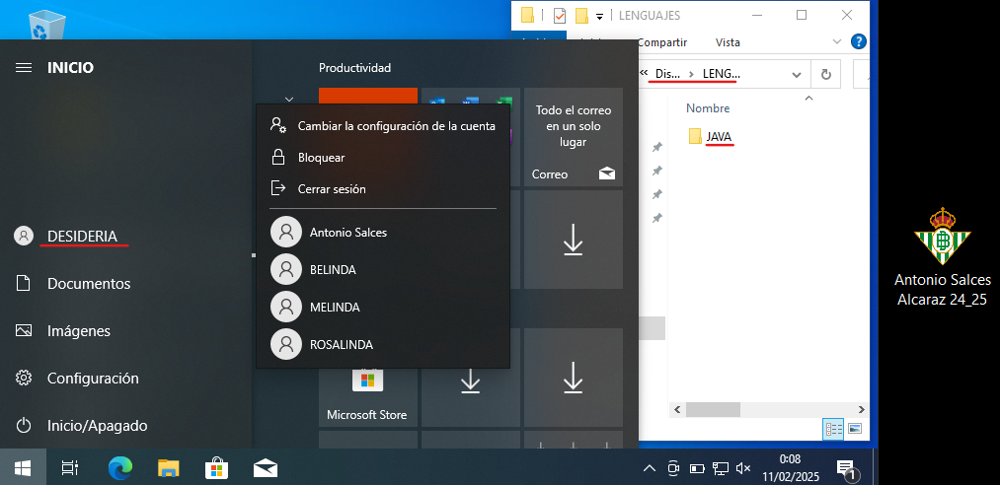 LENGUAJES
Compartir
Vista
Dis...
LENG...
Nombre
JAVA
INICIO
DESIDERIA
Documentos
Imágenes
Configuración
Inicio/Apagado
Productividad
Todo el correo
en un solo
lugar
Correo
Cambiar la configuración de la cuenta
Bloquear
Cerrar sesión
Antonio Salces
BELINDA
MELINDA
ROSALINDA
Microsoft Store
0:08
11/02/2025
1
Antonio Salces
Alcaraz 24_25